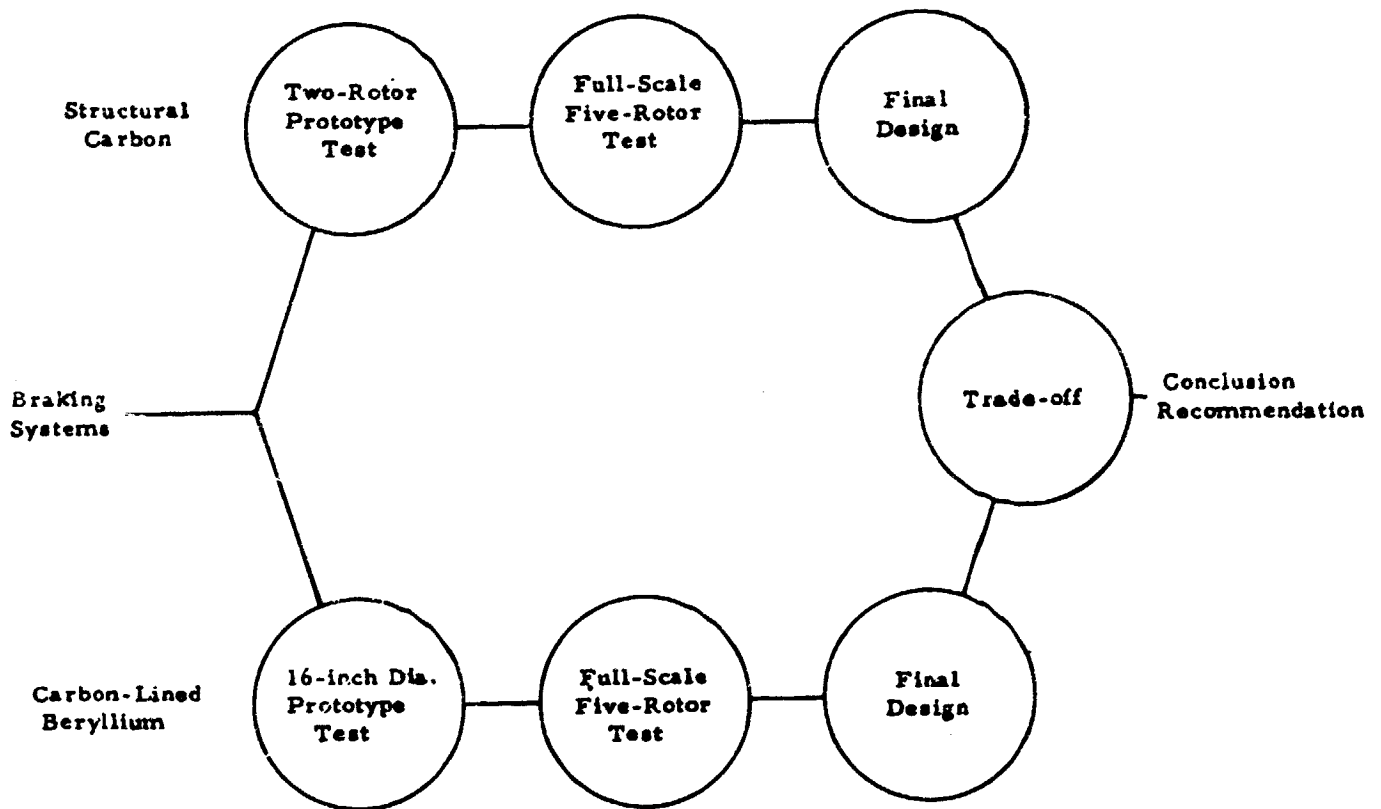 Structural
Carbon
Two-Rotor
Prototype
Test
Full-Scale
Five-Rotor
Test
Final
Design
Braking
Systems
Trade-off
Conclusion
Recommendation
Carbon-Lined
Beryllium
16-inch Dia.
Prototype
Test
Full-Scale
Five-Rotor
Test
Final
Design